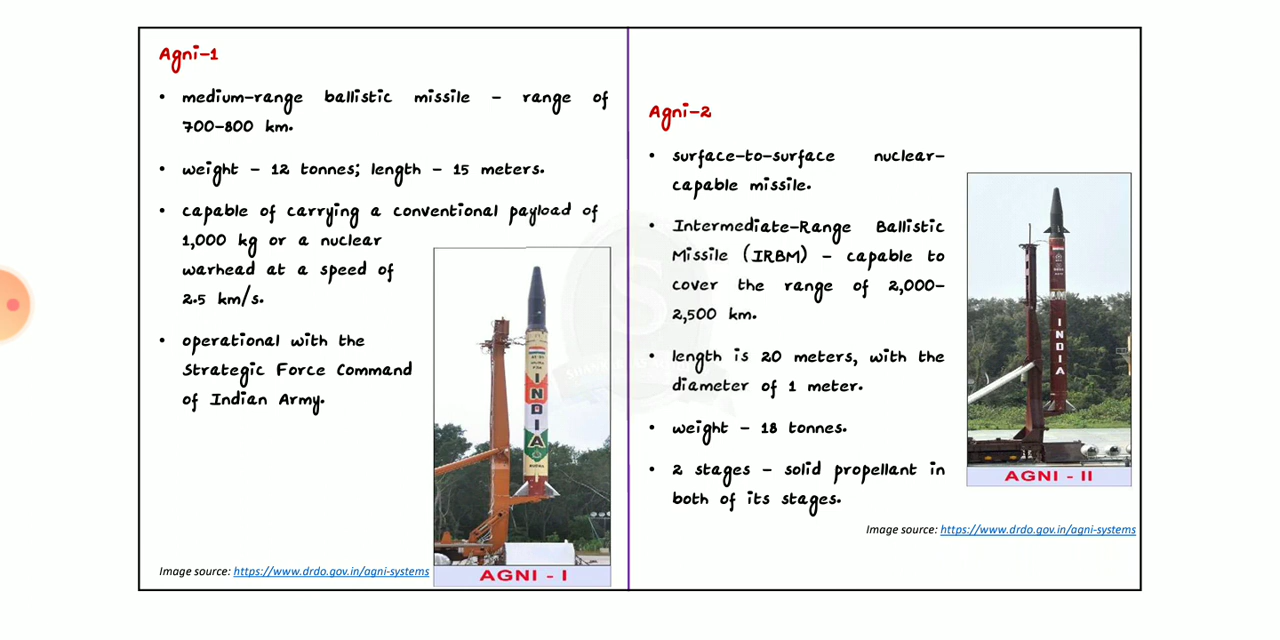 Agni-1
• medium-range ballistic missile - range of
700-800 km.
• weight - 12 tonnes; length - 15 meters.
• capable of carrying a conventional payload of
1,000 kg or a nuclear
warhead at a speed of
2.5 km/s.
• operational with the
Strategic Force Command
of Indian Army.
INDIA
AGNI - I
Image source: https://www.drdo.gov.in/agni-systems
Agni-2
• surface-to-surface nuclear-
capable missile.
• Intermediate-Range Ballistic
Missile (IRBM) - capable to
cover the range of 2,000-
2,500 km.
• length is 20 meters, with the
diameter of 1 meter.
• weight - 18 tonnes.
• 2 stages - solid propellant in
both of its stages.
INDIA
AGNI - II
Image source: https://www.drdo.gov.in/agni-systems